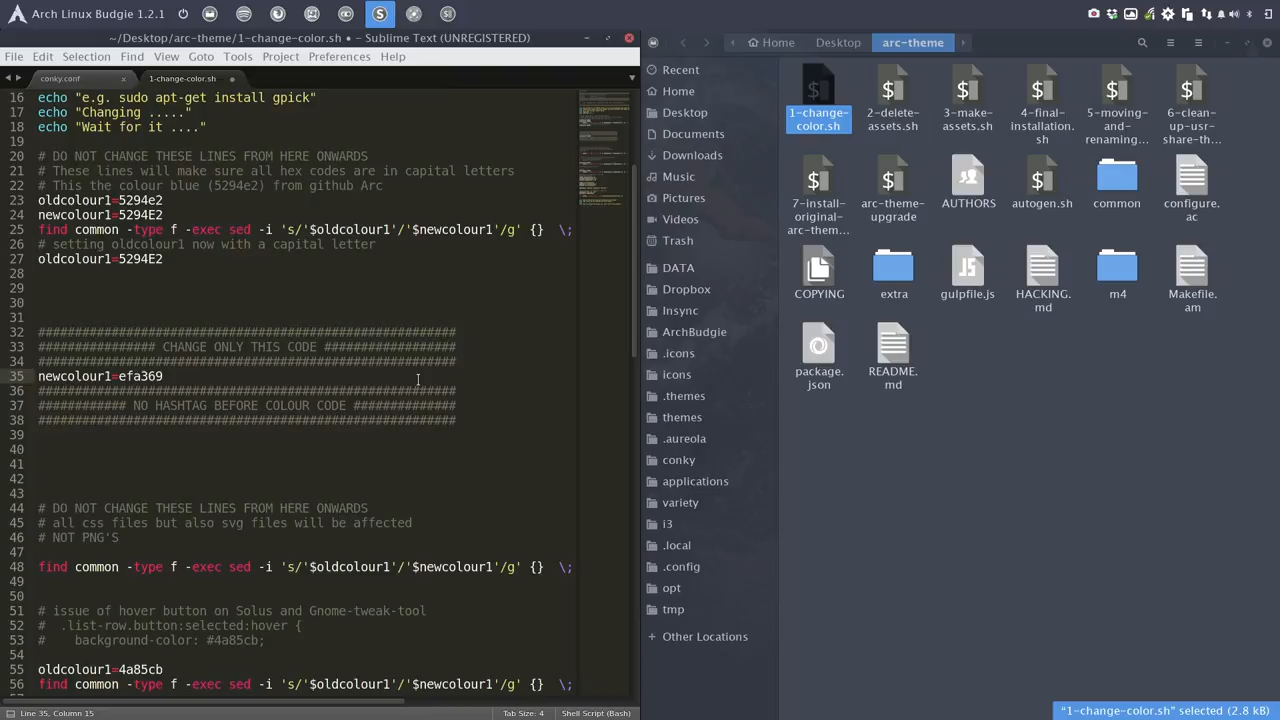 Arch Linux Budgie 1.2.1
~/Desktop/arc-theme/1-change-color.sh • - Sublime Text (UNREGISTERED)
File Edit Selection Find View Goto Tools Project Preferences Help
conky.conf × 1-change-color.sh
16 echo "e.g. sudo apt-get install gpick"
17 echo "Changing ....."
18 echo "Wait for it ...."
19
20 # DO NOT CHANGE THESE LINES FROM HERE ONWARDS
21 # These lines will make sure all hex codes are in capital letters
22 # This the colour blue (5294e2) from github Arc
23 oldcolour1=5294e2
24 newcolour1=5294E2
25 find common -type f -exec sed -i 's/'$oldcolour1'/'$newcolour1'/g' {} \;
26 # setting oldcolour1 now with a capital letter
27 oldcolour1=5294E2
28
29
30
31
32 #########################################################
33 ################ CHANGE ONLY THIS CODE ##################
34 #########################################################
35 newcolour1=efa369
36 #########################################################
37 ############ NO HASHTAG BEFORE COLOUR CODE ##############
38 #########################################################
39
40
41
42
43
44 # DO NOT CHANGE THESE LINES FROM HERE ONWARDS
45 # all css files but also svg files will be affected
46 # NOT PNG'S
47
48 find common -type f -exec sed -i 's/'$oldcolour1'/'$newcolour1'/g' {} \;
49
50
51 # issue of hover button on Solus and Gnome-tweak-tool
52 #  .list-row.button:selected:hover {
53 #    background-color: #4a85cb;
54
55 oldcolour1=4a85cb
56 find common -type f -exec sed -i 's/'$oldcolour1'/'$newcolour1'/g' {} \;
Line 35, Column 15
Tab Size: 4
Shell Script (Bash)
Home Desktop arc-theme
Recent
Home
Desktop
Documents
Downloads
Music
Pictures
Videos
Trash
DATA
Dropbox
Insync
ArchBudgie
.icons
icons
.themes
themes
.aureola
conky
applications
variety
i3
.local
.config
opt
tmp
+ Other Locations
1-change-
color.sh
2-delete-
assets.sh
3-make-
assets.sh
4-final-
installation.
sh
5-moving-
and-
renaming...
6-clean-
up-usr-
share-th...
7-install-
original-
arc-them...
arc-theme-
upgrade
AUTHORS
autogen.sh
common
configure.
ac
COPYING
extra
gulpfile.js
HACKING.
md
m4
Makefile.
am
package.
json
README.
md
"1-change-color.sh" selected (2.8 kB)